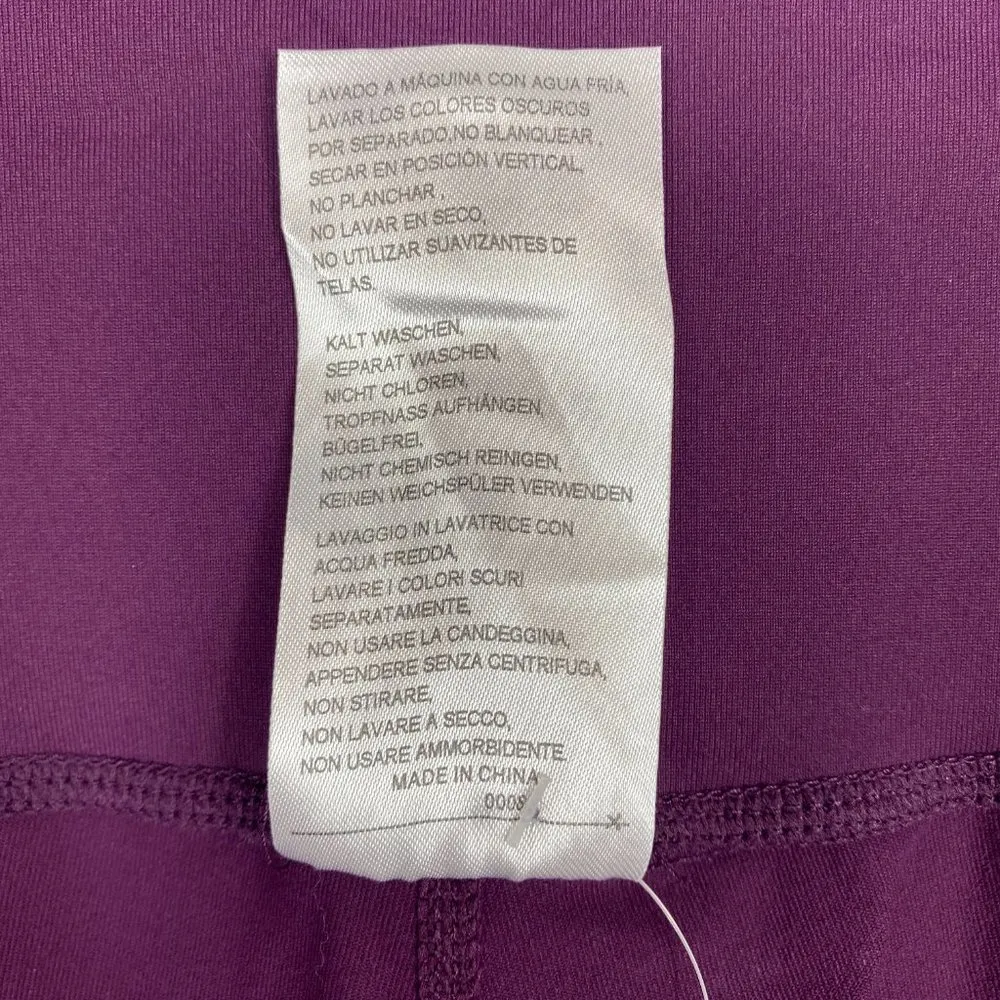 LAVADO A MÁQUINA CON AGUA FRÍA,
LAVAR LOS COLORES OSCUROS
POR SEPARADO.NO BLANQUEAR ,
SECAR EN POSICIÓN VERTICAL,
NO PLANCHAR ,
NO LAVAR EN SECO,
NO UTILIZAR SUAVIZANTES DE
TELAS.
KALT WASCHEN,
SEPARAT WASCHEN,
NICHT CHLOREN,
TROPFNASS AUFHÄNGEN,
BÜGELFREI,
NICHT CHEMISCH REINIGEN,
KEINEN WEICHSPÜLER VERWENDEN
LAVAGGIO IN LAVATRICE CON
ACQUA FREDDA,
LAVARE I COLORI SCURI
SEPARATAMENTE,
NON USARE LA CANDEGGINA,
APPENDERE SENZA CENTRIFUGA,
NON STIRARE,
NON LAVARE A SECCO,
NON USARE AMMORBIDENTE.
MADE IN CHINA